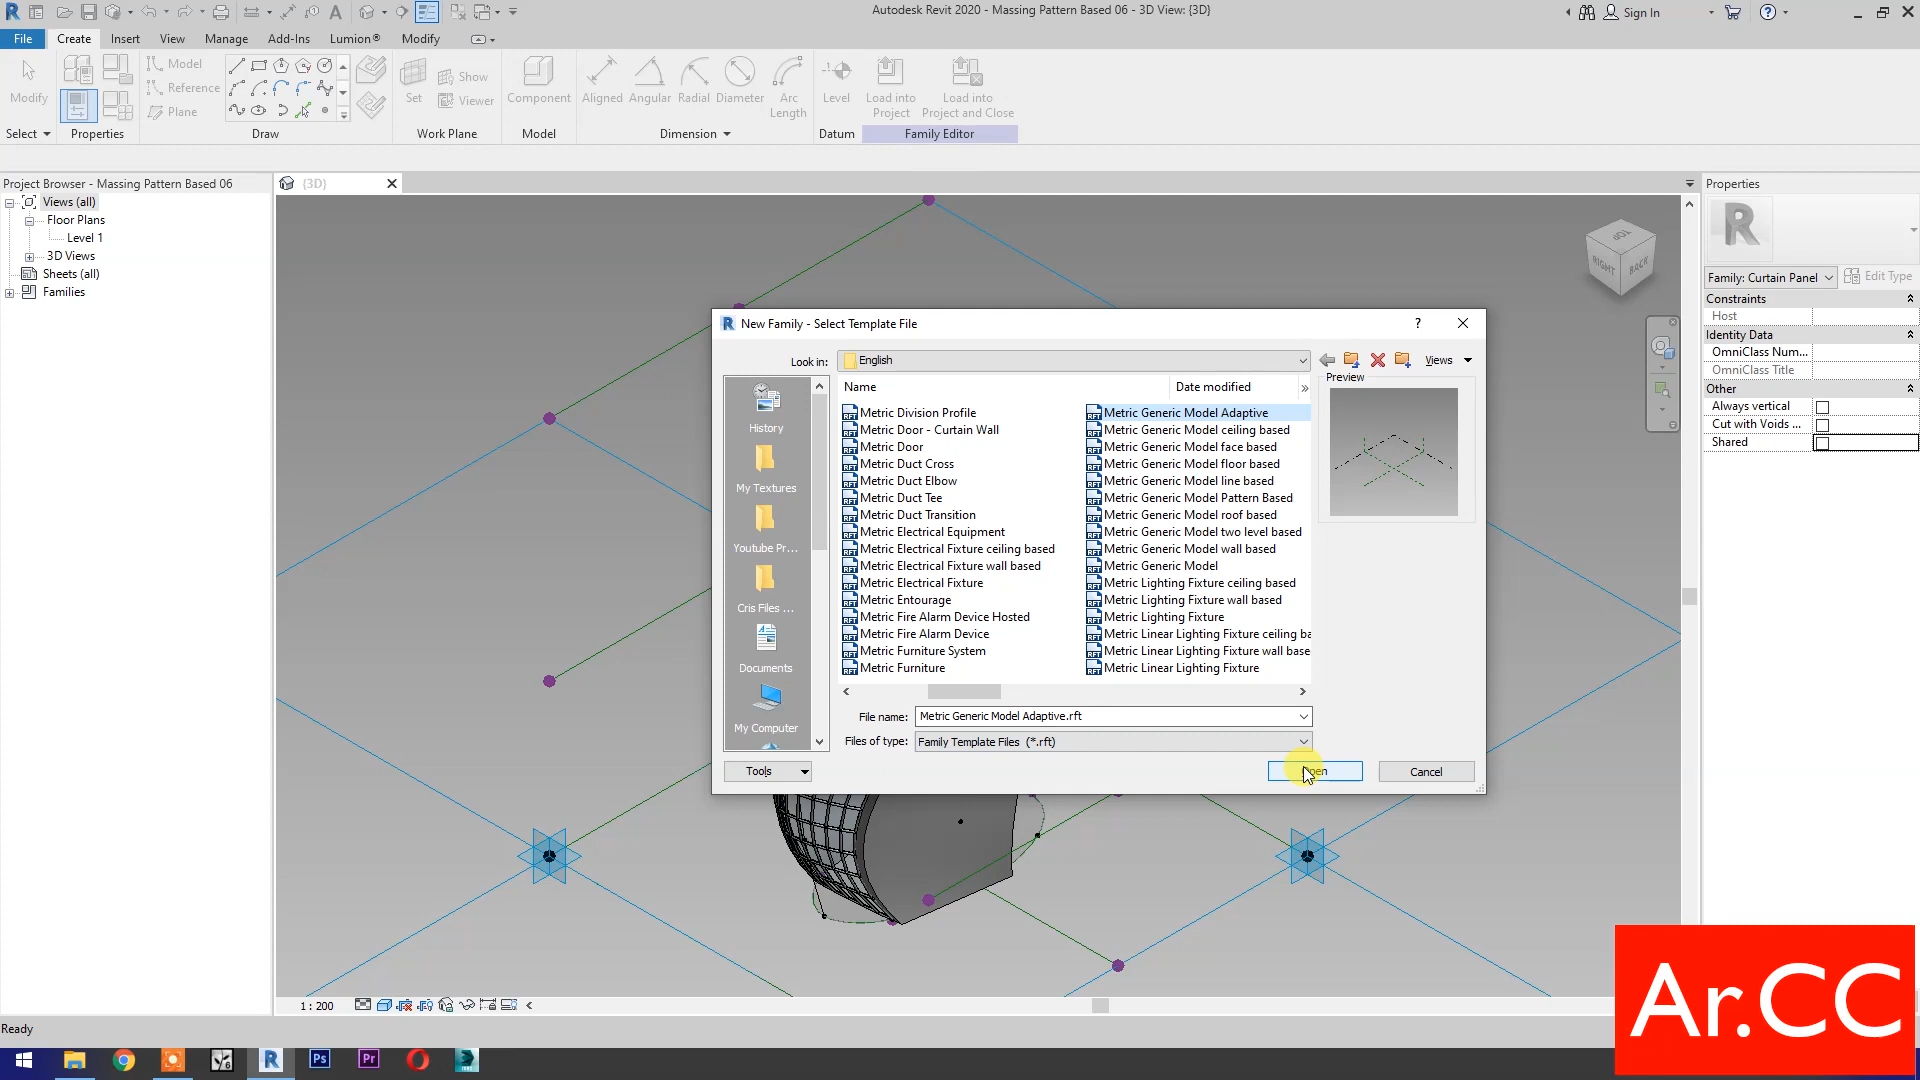 Autodesk Revit 2020 - Massing Pattern Based 06 - 3D View: {3D}
Sign In
File
Create
Insert
View
Manage
Add-Ins
Lumion®
Modify
Modify
Model
Reference
Plane
Set
Show
Viewer
Component
Aligned
Angular
Radial
Diameter
Arc
Length
Level
Load into
Project
Load into
Project and Close
Select
Properties
Draw
Work Plane
Model
Dimension
Datum
Family Editor
Project Browser - Massing Pattern Based 06
{3D}
Properties
Views (all)
Floor Plans
Level 1
3D Views
Sheets (all)
Families
TOP
RIGHT
BACK
R
Family: Curtain Panel
Edit Type
Constraints
Host
Identity Data
OmniClass Num...
OmniClass Title
Other
Always vertical
Cut with Voids ...
Shared
New Family - Select Template File
Look in:
English
Views
Preview
Name
Date modified
History
My Textures
Youtube Pr...
Cris Files ...
Documents
My Computer
Metric Division Profile
Metric Door - Curtain Wall
Metric Door
Metric Duct Cross
Metric Duct Elbow
Metric Duct Tee
Metric Duct Transition
Metric Electrical Equipment
Metric Electrical Fixture ceiling based
Metric Electrical Fixture wall based
Metric Electrical Fixture
Metric Entourage
Metric Fire Alarm Device Hosted
Metric Fire Alarm Device
Metric Furniture System
Metric Furniture
Metric Generic Model Adaptive
Metric Generic Model ceiling based
Metric Generic Model face based
Metric Generic Model floor based
Metric Generic Model line based
Metric Generic Model Pattern Based
Metric Generic Model roof based
Metric Generic Model two level based
Metric Generic Model wall based
Metric Generic Model
Metric Lighting Fixture ceiling based
Metric Lighting Fixture wall based
Metric Lighting Fixture
Metric Linear Lighting Fixture ceiling ba
Metric Linear Lighting Fixture wall base
Metric Linear Lighting Fixture
File name:
Metric Generic Model Adaptive.rft
Files of type:
Family Template Files (*.rft)
Tools
Cancel
1 : 200
Ready
Ar.CC
Ps
Pr